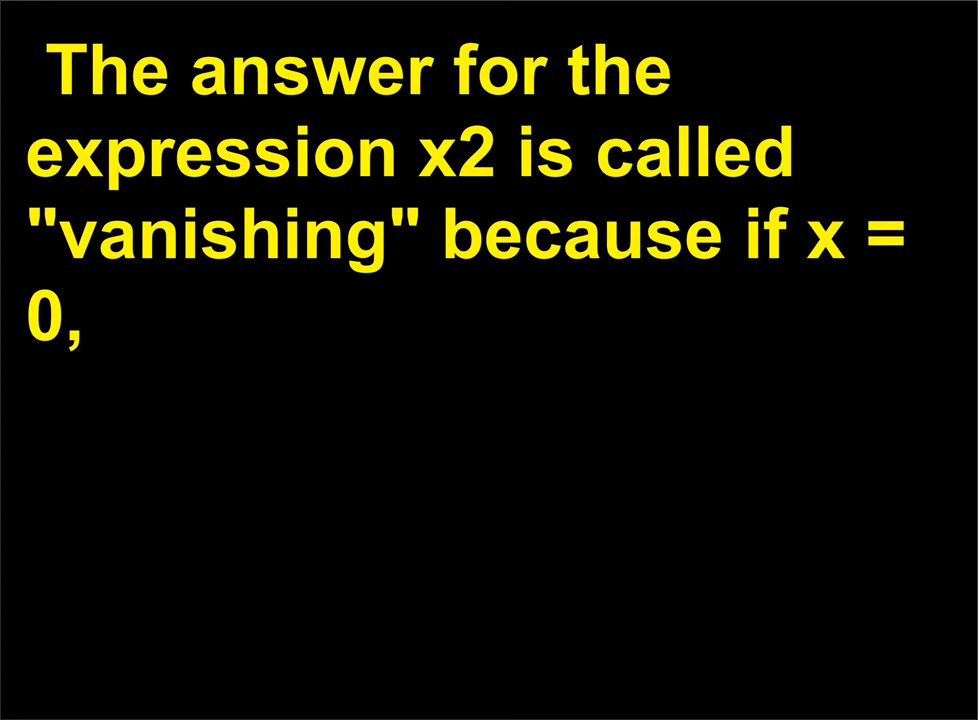 The answer for the
expression x2 is called
"vanishing" because if x =
0,